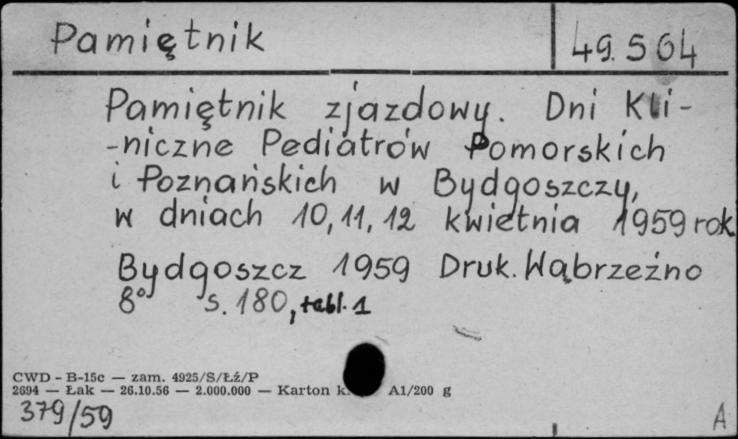 Pamiętnik
49.564
Pamiętnik zjazdowy. Dni Kli-
-niczne Pediatrów Pomorskich
i Poznańskich w Bydgoszczy,
w dniach 10, 11, 12 kwietnia 1959 rok
Bydgoszcz 1959 Druk. Wąbrzeźno
8° s. 180, tabl. 1
CWD - B-15c — zam. 4925/S/Łź/P
2694 — Łak — 26.10.56 — 2.000.000 — Karton A1/200 g
379/59
A